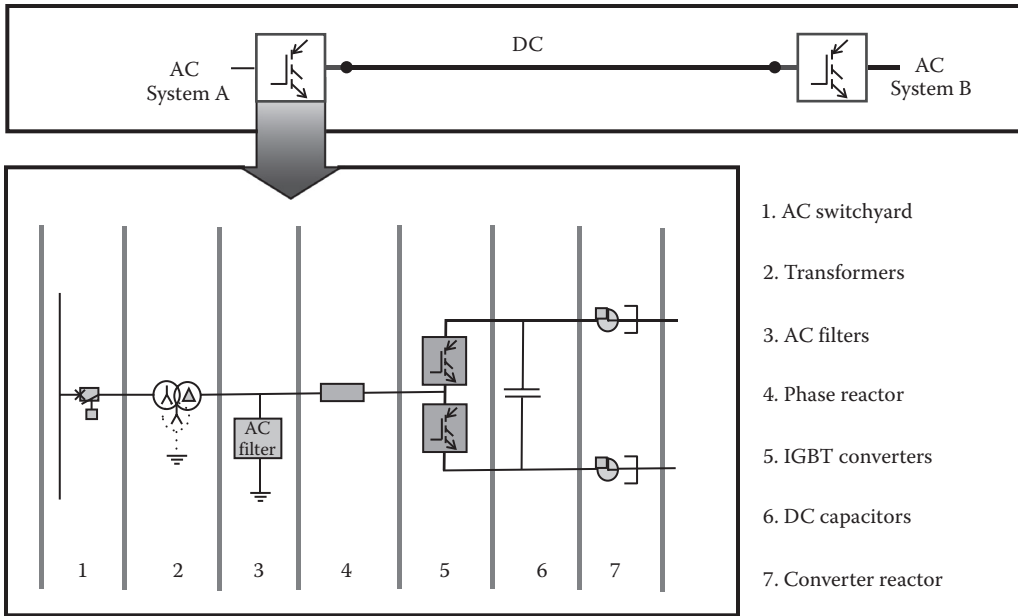 AC
System A
DC
AC
System B
1. AC switchyard
2. Transformers
3. AC filters
4. Phase reactor
5. IGBT converters
6. DC capacitors
7. Converter reactor
AC
filter
1 2 3 4 5 6 7